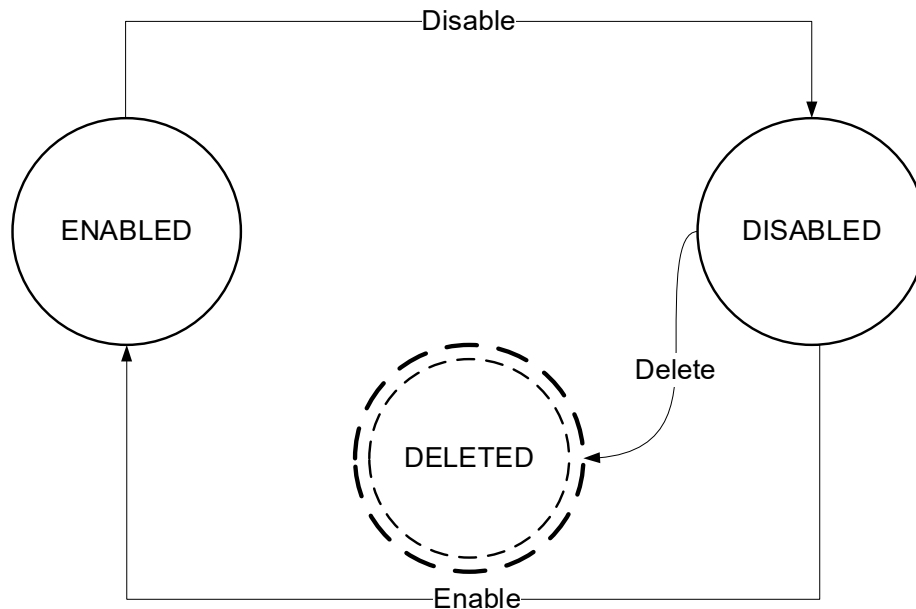 Disable
ENABLED
DISABLED
Delete
DELETED
Enable